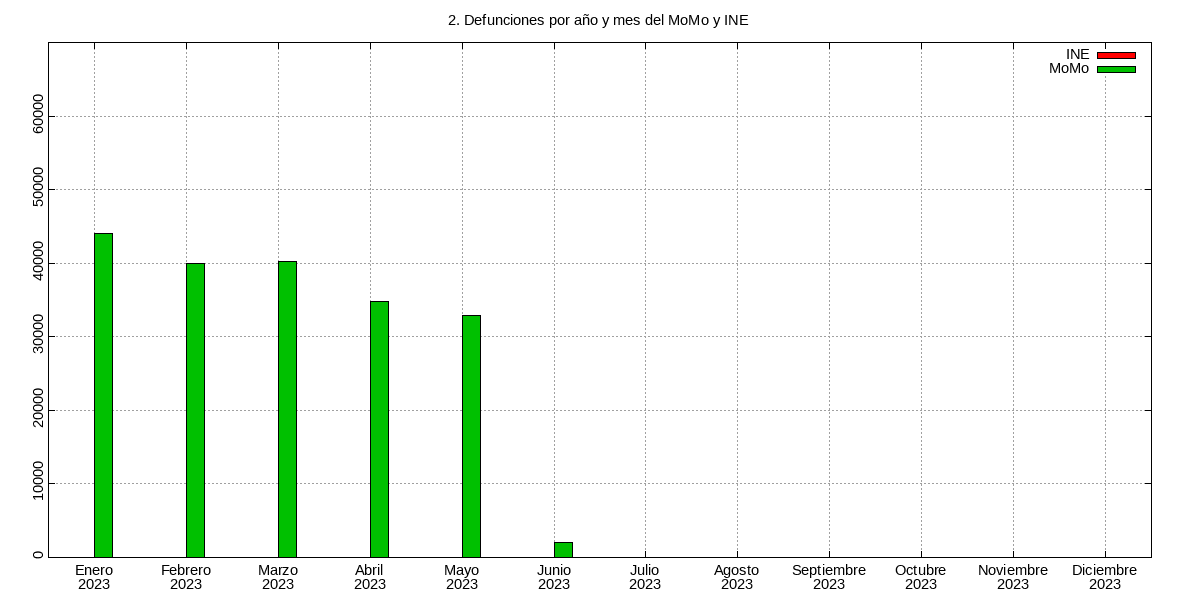 2. Defunciones por año y mes del MoMo y INE
INE
MoMo
60000
50000
40000
30000
20000
10000
0
Enero Febrero Marzo Abril Mayo Junio Julio Agosto Septiembre Octubre Noviembre Diciembre
2023 2023 2023 2023 2023 2023 2023 2023 2023 2023 2023 2023